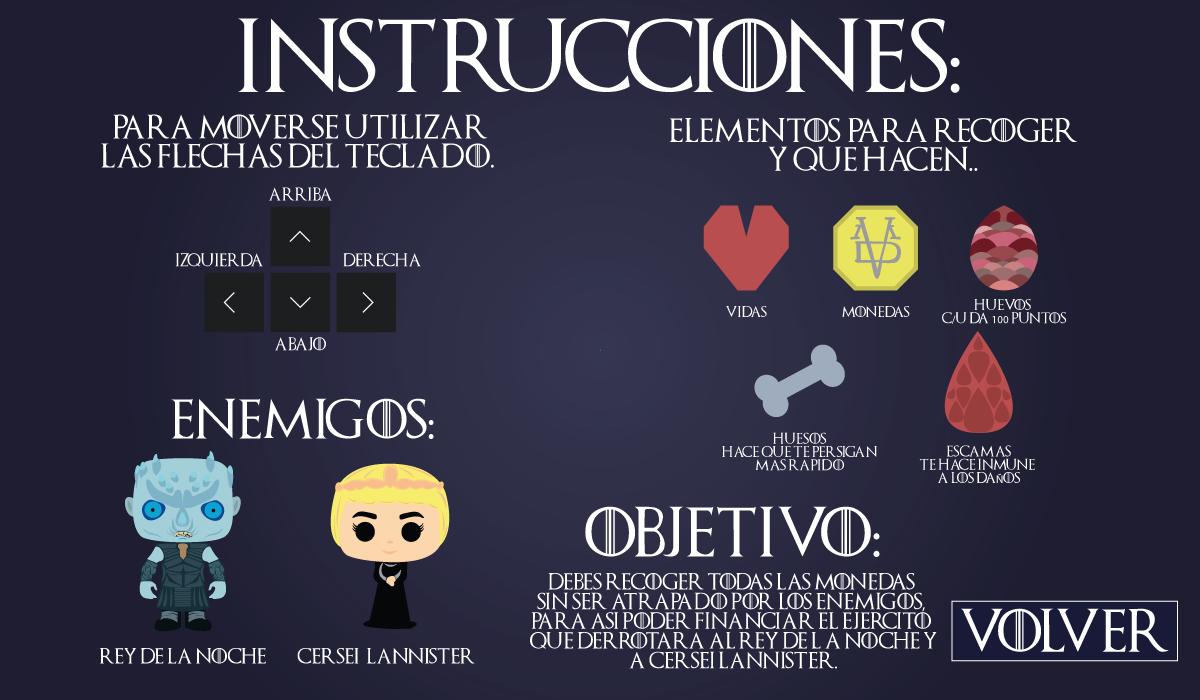 INSTRUCCIONES:
PARA MOVERSE UTILIZAR
LAS FLECHAS DEL TECLADO.
ARRIBA
IZQUIERDA
DERECHA
ABAJO
ENEMIGOS:
REY DE LA NOCHE
CERSEI LANNISTER
ELEMENTOS PARA RECOGER
Y QUE HACEN..
VIDAS
MONEDAS
HUEVOS
C/U DA 100 PUNTOS
HUESOS
HACE QUE TE PERSIGAN
MAS RAPIDO
ESCAMAS
TE HACE INMUNE
A LOS DAñOS
OBJETIVO:
DEBES RECOGER TODAS LAS MONEDAS
SIN SER ATRAPADO POR LOS ENEMIGOS,
PARA ASI PODER FINANCIAR EL EJERCITO
QUE DERROTARA AL REY DE LA NOCHE Y
A CERSEI LANNISTER.
VOLVER